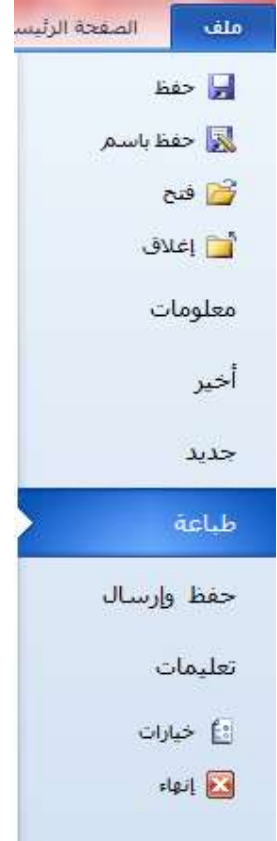 ملف الصفحة الرئيس
حفظ
حفظ باسم
فتح
إغلاق
معلومات
أخير
جديد
طباعة
حفظ وإرسال
تعليمات
خيارات
إنهاء